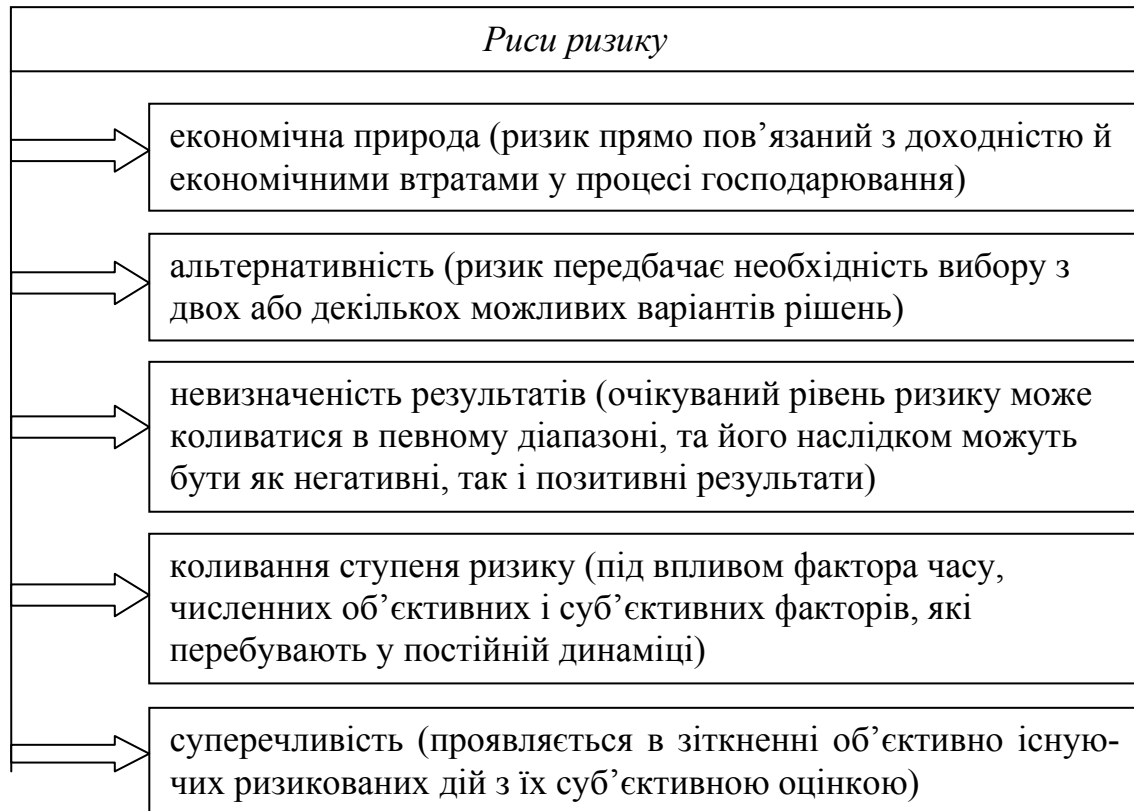 Риси ризику
економічна природа (ризик прямо пов’язаний з доходністю й
економічними втратами у процесі господарювання)
альтернативність (ризик передбачає необхідність вибору з
двох або декількох можливих варіантів рішень)
невизначеність результатів (очікуваний рівень ризику може
коливатися в певному діапазоні, та його наслідком можуть
бути як негативні, так і позитивні результати)
коливання ступеня ризику (під впливом фактора часу,
численних об’єктивних і суб’єктивних факторів, які
перебувають у постійній динаміці)
суперечливість (проявляється в зіткненні об’єктивно існую-
чих ризикованих дій з їх суб’єктивною оцінкою)